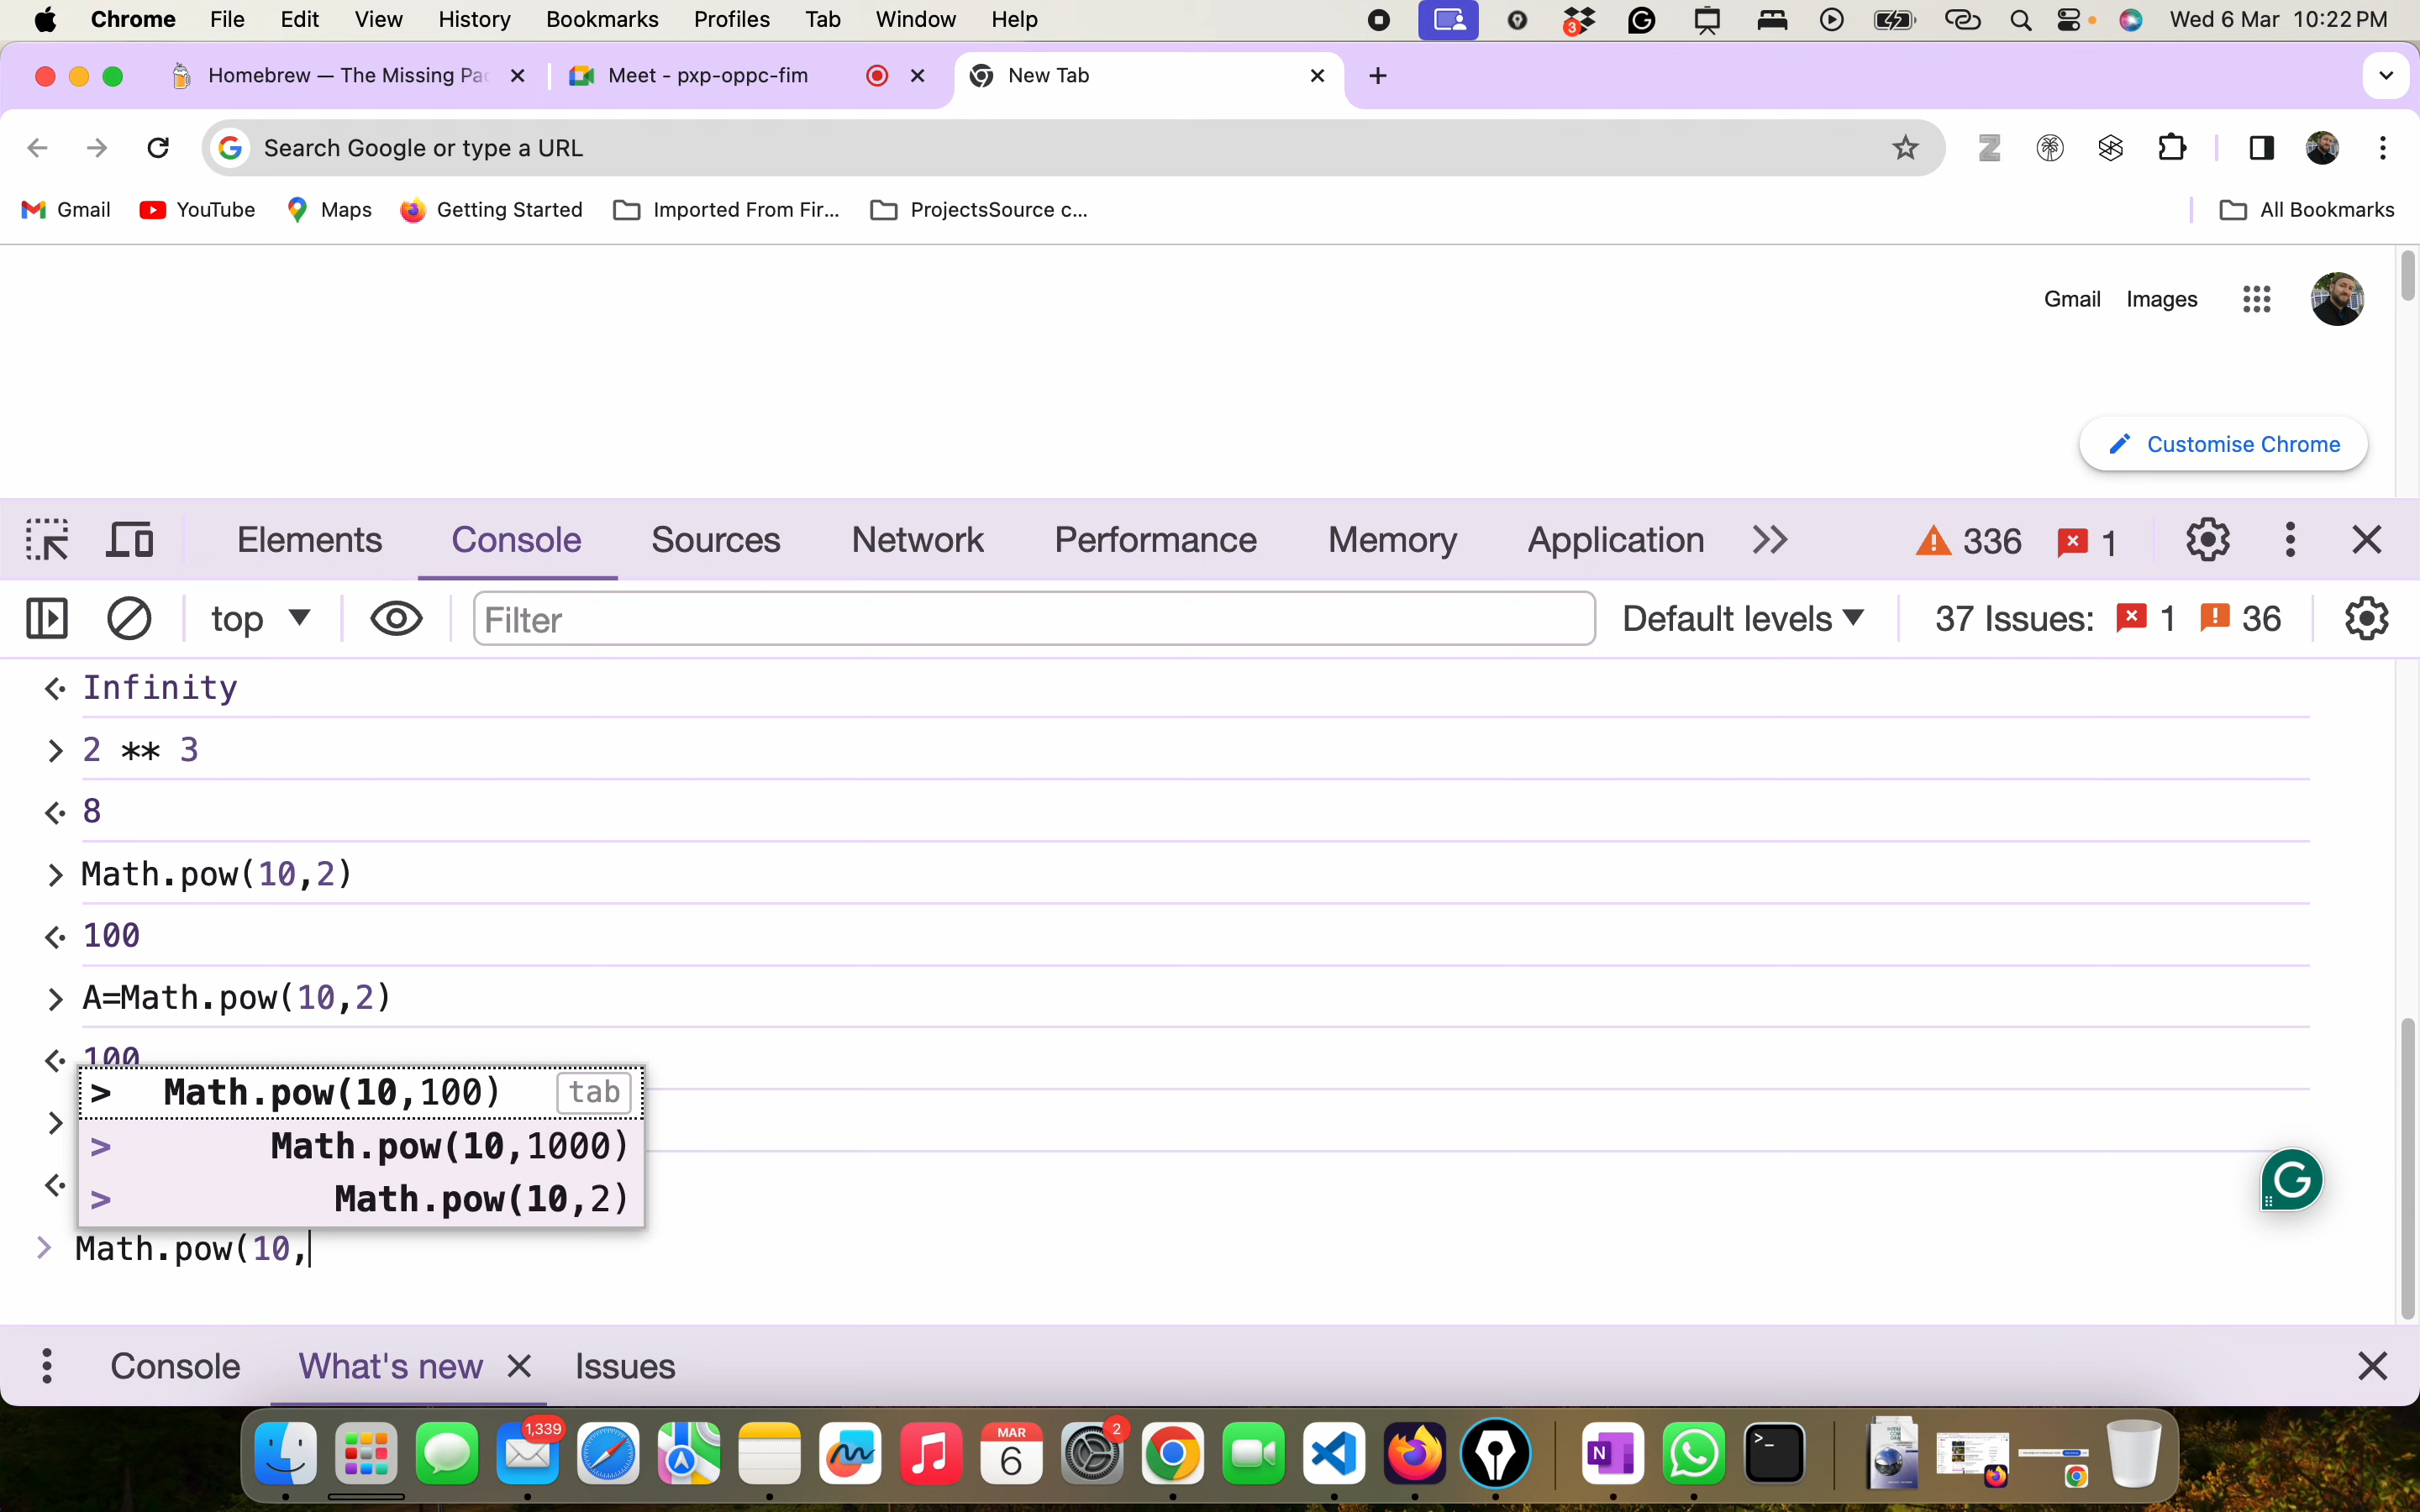 Chrome File Edit View History Bookmarks Profiles Tab Window Help 3 Wed 6 Mar 10:22 PM
Homebrew — The Missing Pac Meet - pxp-oppc-fim New Tab
Search Google or type a URL
Gmail YouTube Maps Getting Started Imported From Fir... ProjectsSource c... All Bookmarks
Gmail Images
Customise Chrome
Elements Console Sources Network Performance Memory Application 336 1
top Filter Default levels 37 Issues: 1 36
Infinity
2 ** 3
8
Math.pow(10,2)
100
A=Math.pow(10,2)
100
> Math.pow(10,100) tab
> Math.pow(10,1000)
> Math.pow(10,2)
> Math.pow(10,
Console What's new Issues
1,339 MAR 6 2